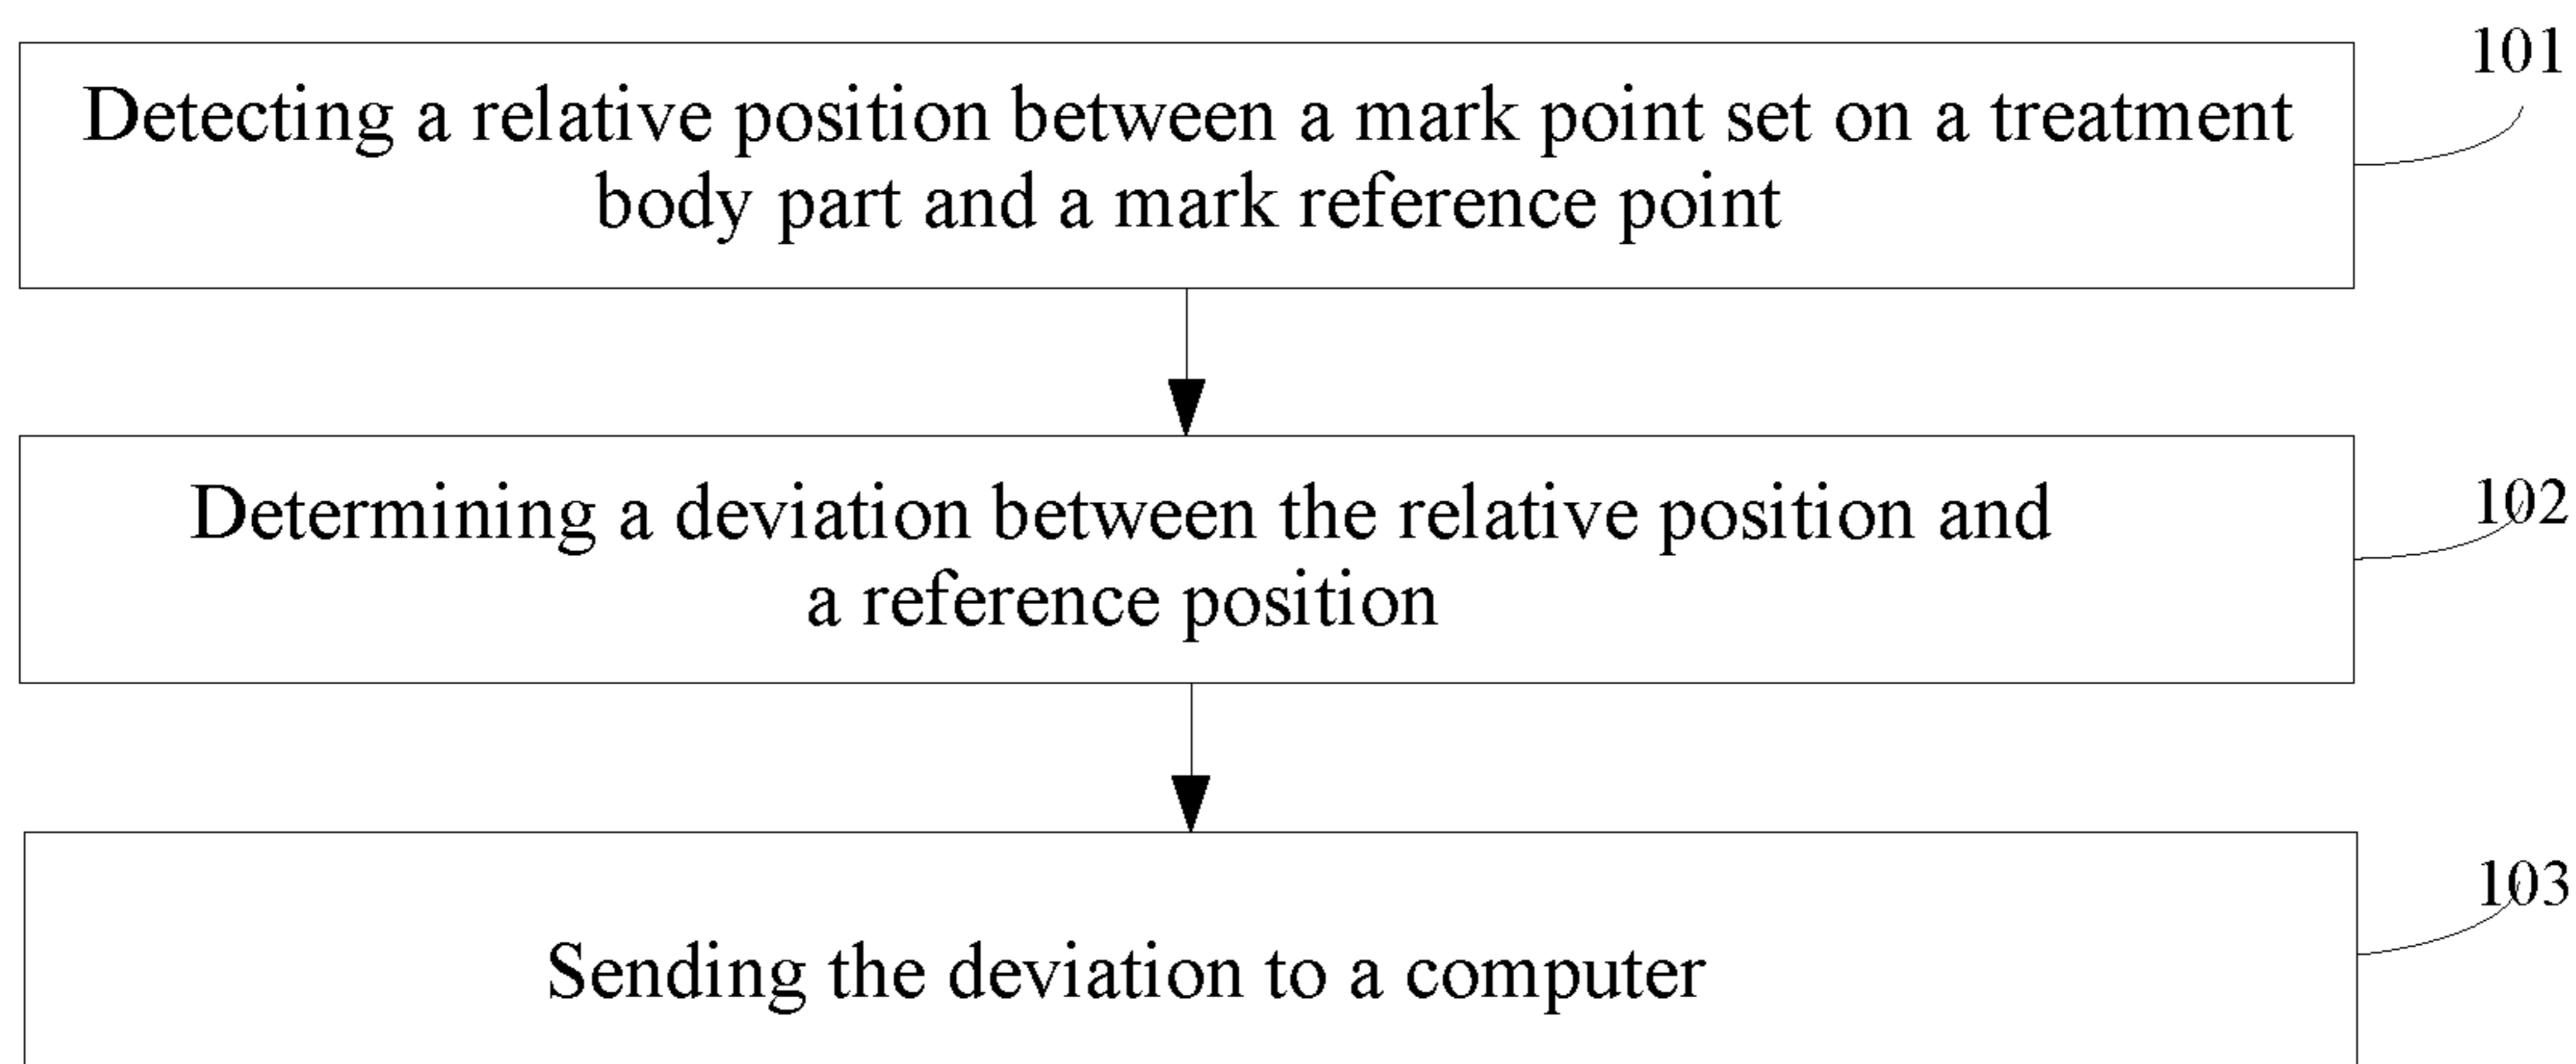 101
Detecting a relative position between a mark point set on a treatment
body part and a mark reference point
102
Determining a deviation between the relative position and
a reference position
103
Sending the deviation to a computer